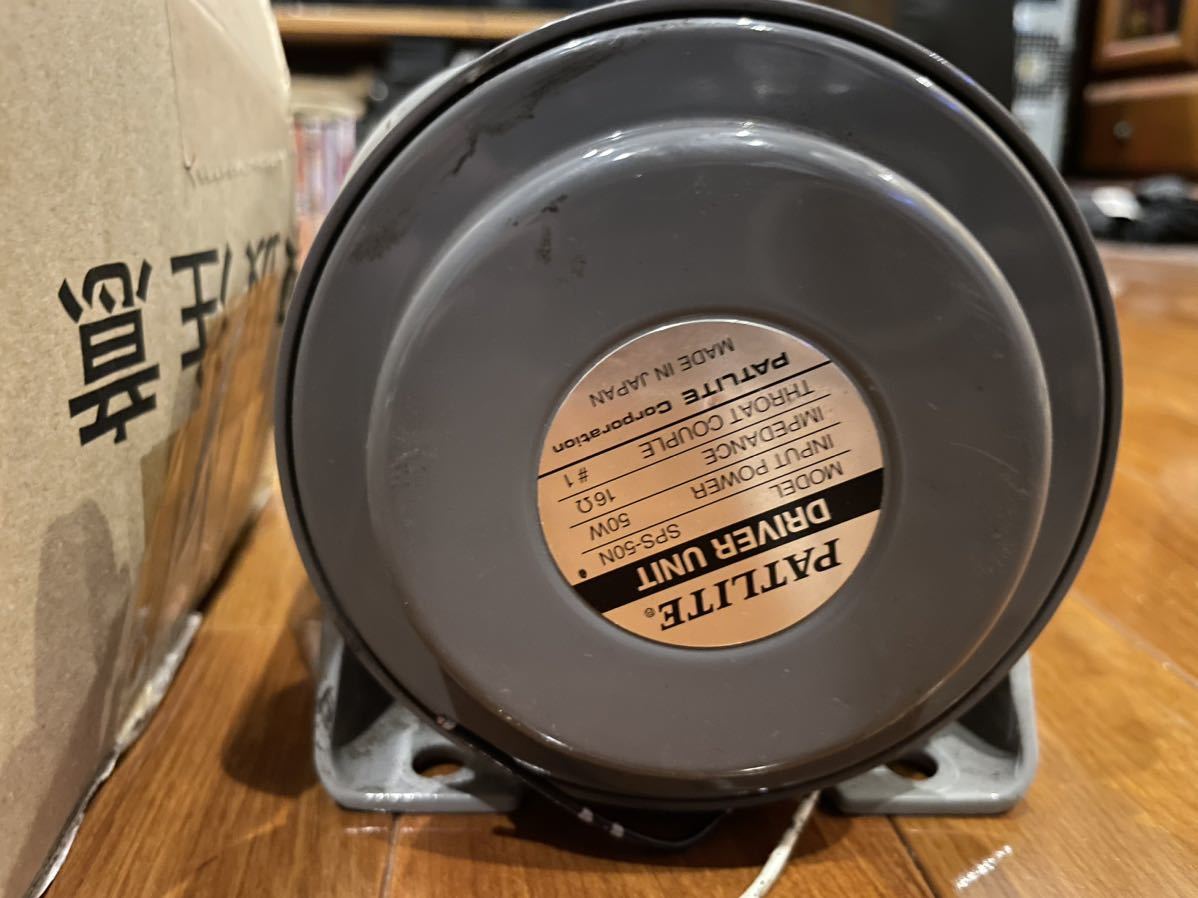 PATLITE®
DRIVER UNIT
MODEL SPS-50N
INPUT POWER 50W
IMPEDANCE 16Ω
THROAT COUPLE #1
PATLITE Corporation
MADE IN JAPAN